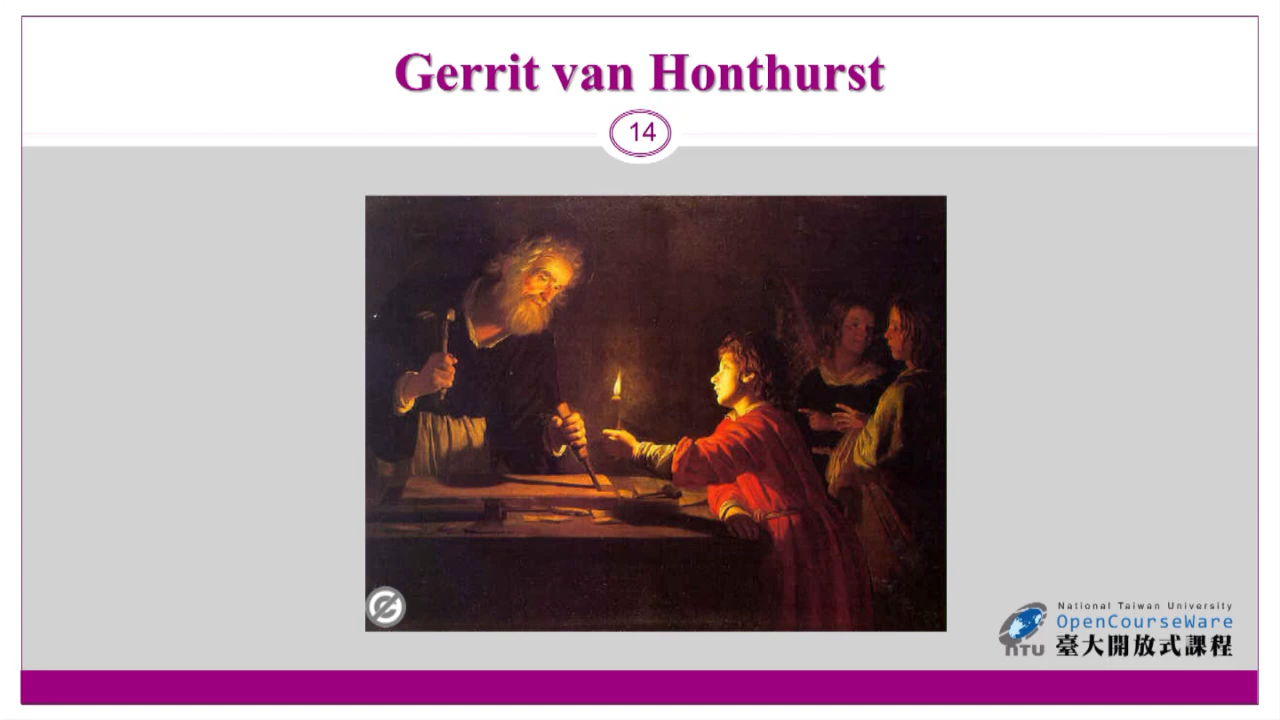 Gerrit van Honthurst
14
National Taiwan University
OpenCourseWare
NTU
臺大開放式課程